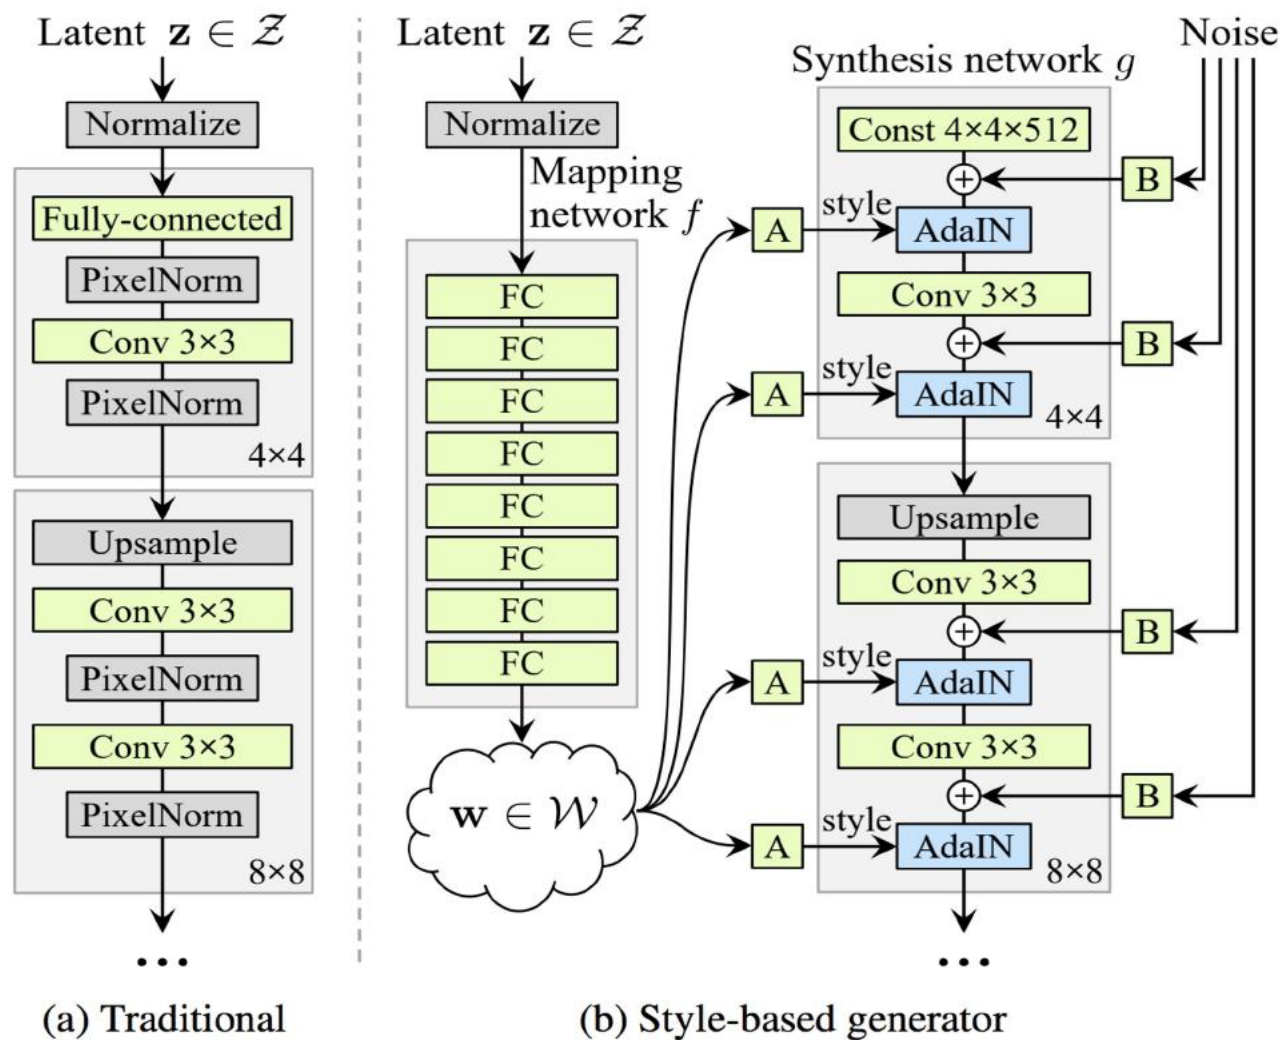 Latent z ∈ 𝒵
Normalize
Fully-connected
PixelNorm
Conv 3×3
PixelNorm
4×4
Upsample
Conv 3×3
PixelNorm
Conv 3×3
PixelNorm
8×8
...
(a) Traditional
Latent z ∈ 𝒵
Normalize
Mapping
network f
FC
FC
FC
FC
FC
FC
FC
FC
w ∈ 𝒲
A
style
A
style
A
style
A
style
Synthesis network g
Const 4×4×512
+
AdaIN
Conv 3×3
+
AdaIN
4×4
Upsample
Conv 3×3
+
AdaIN
Conv 3×3
+
AdaIN
8×8
...
Noise
B
B
B
B
(b) Style-based generator